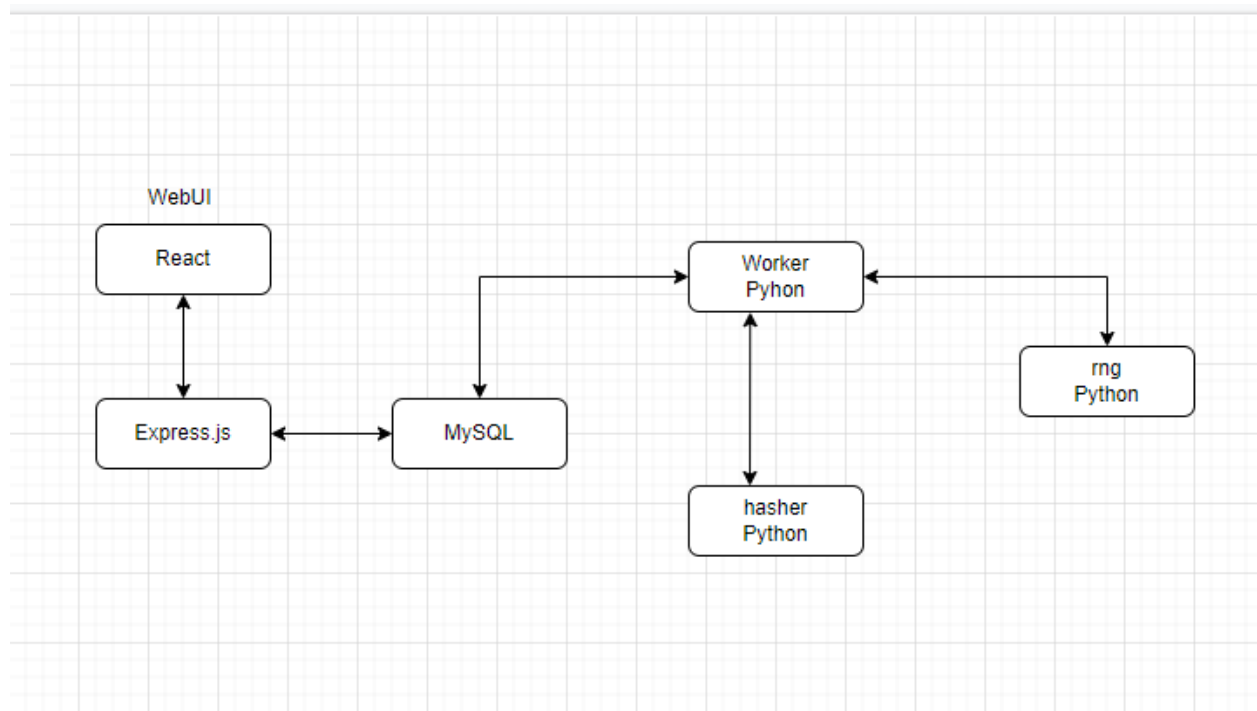 WebUI
React
Express.js
MySQL
Worker
Pyhon
hasher
Python
rng
Python